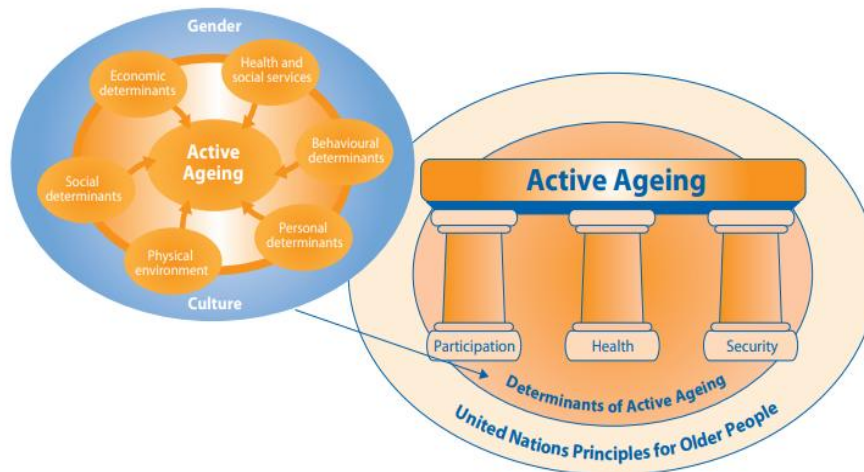 Gender
Economic
determinants
Health and
social services
Active
Ageing
Behavioural
determinants
Social
determinants
Personal
determinants
Physical
environment
Culture
Active Ageing
Participation
Health
Security
Determinants of Active Ageing
United Nations Principles for Older People